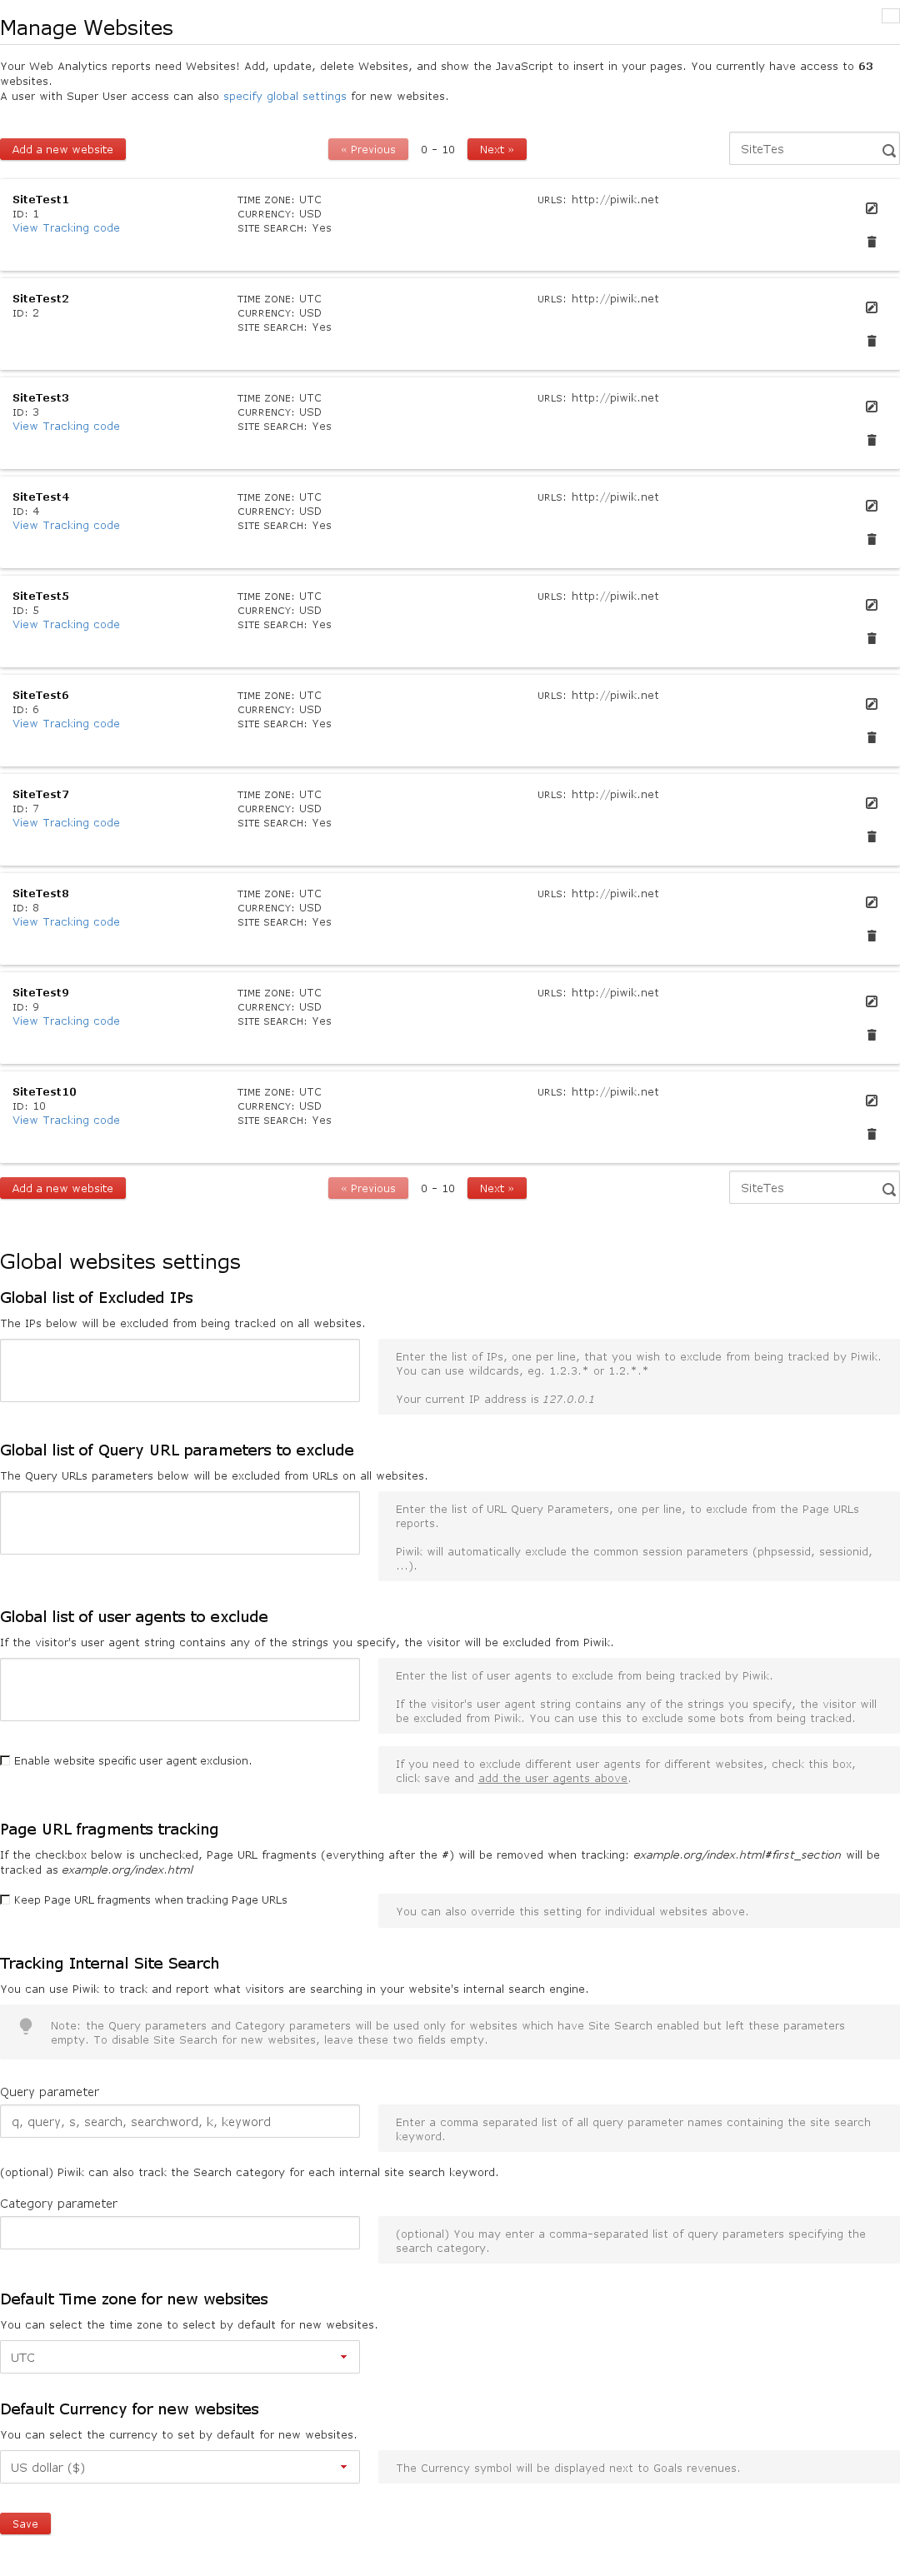 Manage Websites
Your Web Analytics reports need Websites! Add, update, delete Websites, and show the JavaScript to insert in your pages. You currently have access to 63
websites.
A user with Super User access can also specify global settings for new websites.
Add a new website « Previous 0 - 10 Next » SiteTes
SiteTest1 TIME ZONE: UTC URLS: http://piwik.net
ID: 1 CURRENCY: USD
View Tracking code SITE SEARCH: Yes
SiteTest2 TIME ZONE: UTC URLS: http://piwik.net
ID: 2 CURRENCY: USD
SITE SEARCH: Yes
SiteTest3 TIME ZONE: UTC URLS: http://piwik.net
ID: 3 CURRENCY: USD
View Tracking code SITE SEARCH: Yes
SiteTest4 TIME ZONE: UTC URLS: http://piwik.net
ID: 4 CURRENCY: USD
View Tracking code SITE SEARCH: Yes
SiteTest5 TIME ZONE: UTC URLS: http://piwik.net
ID: 5 CURRENCY: USD
View Tracking code SITE SEARCH: Yes
SiteTest6 TIME ZONE: UTC URLS: http://piwik.net
ID: 6 CURRENCY: USD
View Tracking code SITE SEARCH: Yes
SiteTest7 TIME ZONE: UTC URLS: http://piwik.net
ID: 7 CURRENCY: USD
View Tracking code SITE SEARCH: Yes
SiteTest8 TIME ZONE: UTC URLS: http://piwik.net
ID: 8 CURRENCY: USD
View Tracking code SITE SEARCH: Yes
SiteTest9 TIME ZONE: UTC URLS: http://piwik.net
ID: 9 CURRENCY: USD
View Tracking code SITE SEARCH: Yes
SiteTest10 TIME ZONE: UTC URLS: http://piwik.net
ID: 10 CURRENCY: USD
View Tracking code SITE SEARCH: Yes
Add a new website « Previous 0 - 10 Next » SiteTes
Global websites settings
Global list of Excluded IPs
The IPs below will be excluded from being tracked on all websites.
Enter the list of IPs, one per line, that you wish to exclude from being tracked by Piwik.
You can use wildcards, eg. 1.2.3.* or 1.2.*.*
Your current IP address is 127.0.0.1
Global list of Query URL parameters to exclude
The Query URLs parameters below will be excluded from URLs on all websites.
Enter the list of URL Query Parameters, one per line, to exclude from the Page URLs
reports.
Piwik will automatically exclude the common session parameters (phpsessid, sessionid,
...).
Global list of user agents to exclude
If the visitor's user agent string contains any of the strings you specify, the visitor will be excluded from Piwik.
Enter the list of user agents to exclude from being tracked by Piwik.
If the visitor's user agent string contains any of the strings you specify, the visitor will
be excluded from Piwik. You can use this to exclude some bots from being tracked.
Enable website specific user agent exclusion.
If you need to exclude different user agents for different websites, check this box,
click save and add the user agents above.
Page URL fragments tracking
If the checkbox below is unchecked, Page URL fragments (everything after the #) will be removed when tracking: example.org/index.html#first_section will be
tracked as example.org/index.html
Keep Page URL fragments when tracking Page URLs
You can also override this setting for individual websites above.
Tracking Internal Site Search
You can use Piwik to track and report what visitors are searching in your website's internal search engine.
Note: the Query parameters and Category parameters will be used only for websites which have Site Search enabled but left these parameters
empty. To disable Site Search for new websites, leave these two fields empty.
Query parameter
q, query, s, search, searchword, k, keyword
Enter a comma separated list of all query parameter names containing the site search
keyword.
(optional) Piwik can also track the Search category for each internal site search keyword.
Category parameter
(optional) You may enter a comma-separated list of query parameters specifying the
search category.
Default Time zone for new websites
You can select the time zone to select by default for new websites.
UTC
Default Currency for new websites
You can select the currency to set by default for new websites.
US dollar ($)
The Currency symbol will be displayed next to Goals revenues.
Save